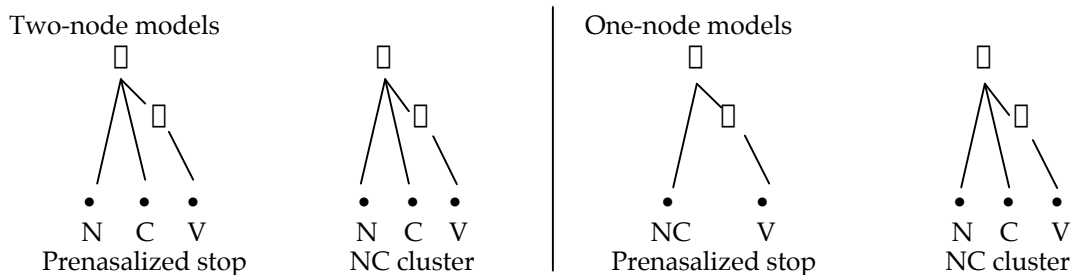 Two-node models
One-node models
N C V
N C V
NC V
N C V
Prenasalized stop
NC cluster
Prenasalized stop
NC cluster